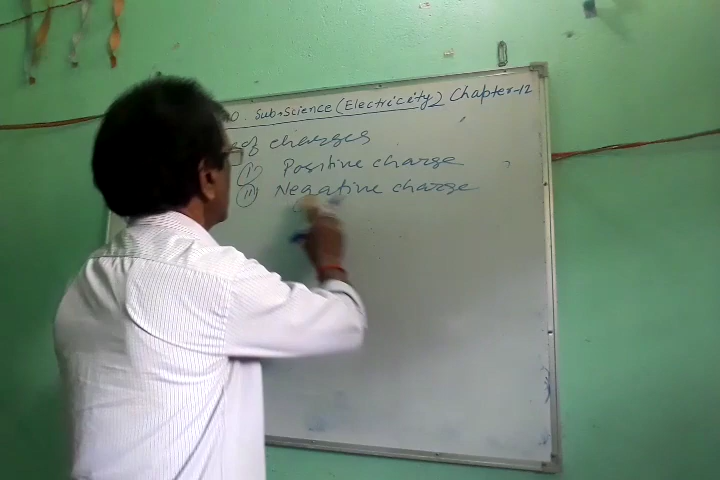 Sub:Science (Electricity) Chapter-12
of charges
(i) Positive charge
(ii) Negative charge